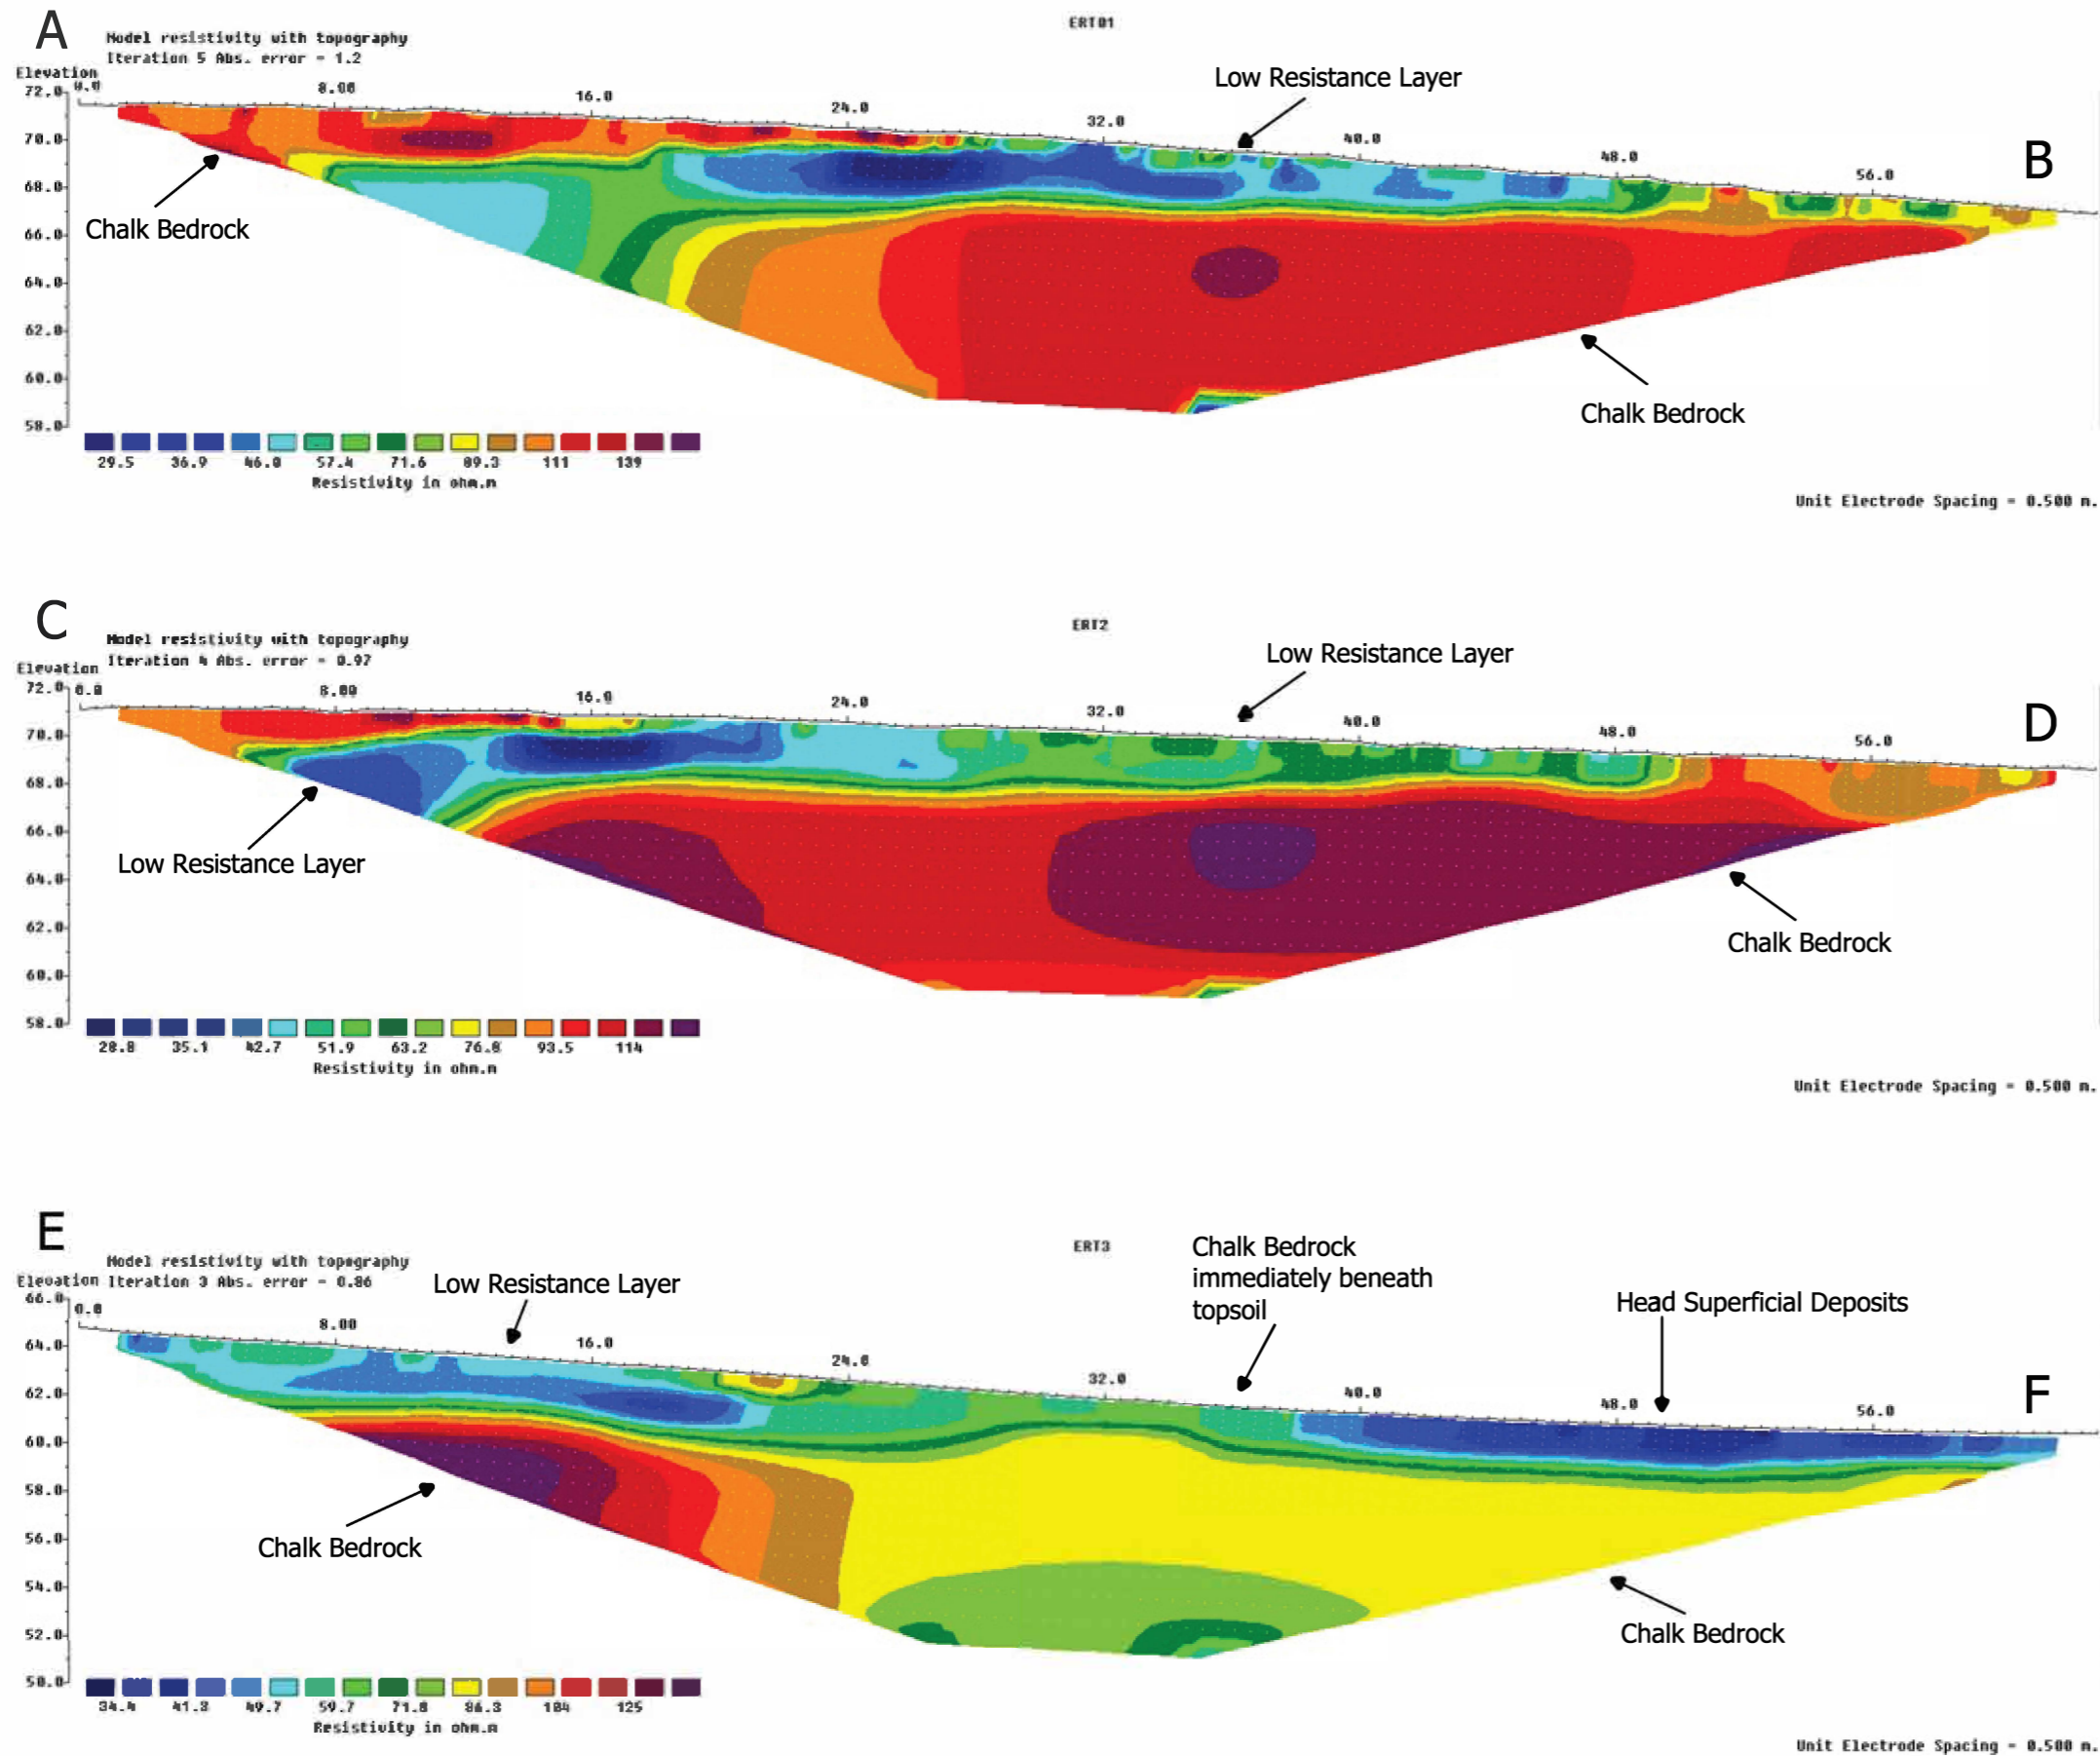 A
ERT01
Model resistivity with topography
Iteration 5 Abs. error = 1.2
Elevation
Low Resistance Layer
72.0
0.0
8.00
16.0
24.0
32.0
40.0
48.0
56.0
B
70.0
68.0
66.0
64.0
62.0
60.0
58.0
Chalk Bedrock
Chalk Bedrock
29.5 36.9 46.0 57.4 71.6 89.3 111 139
Resistivity in ohm.m
Unit Electrode Spacing = 0.500 m.
C
ERT2
Model resistivity with topography
Iteration 4 Abs. error = 0.97
Elevation
Low Resistance Layer
72.0
0.0
8.00
16.0
24.0
32.0
40.0
48.0
56.0
D
70.0
68.0
66.0
64.0
62.0
60.0
58.0
Low Resistance Layer
Chalk Bedrock
28.8 35.1 42.7 51.9 63.2 76.8 93.5 114
Resistivity in ohm.m
Unit Electrode Spacing = 0.500 m.
E
ERT3
Model resistivity with topography
Elevation Iteration 3 Abs. error = 0.86
Low Resistance Layer
Chalk Bedrock
immediately beneath
topsoil
Head Superficial Deposits
66.0
0.0
8.00
16.0
24.0
32.0
40.0
48.0
56.0
F
64.0
62.0
60.0
58.0
56.0
54.0
52.0
50.0
Chalk Bedrock
Chalk Bedrock
34.4 41.3 49.7 59.7 71.8 86.3 104 125
Resistivity in ohm.m
Unit Electrode Spacing = 0.500 m.